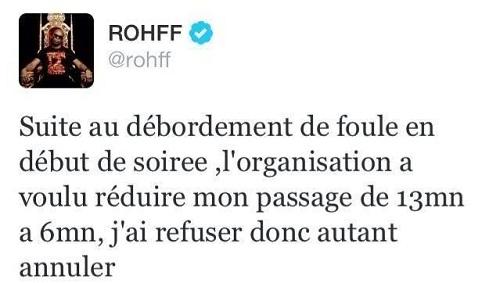 ROHFF
@rohff
Suite au débordement de foule en
début de soiree ,l'organisation a
voulu réduire mon passage de 13mn
a 6mn, j'ai refuser donc autant
annuler